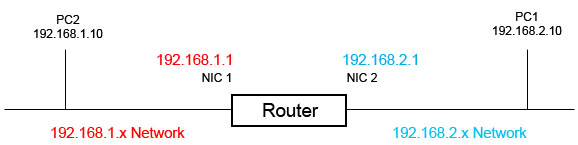 PC2
192.168.1.10
PC1
192.168.2.10
192.168.1.1
NIC 1
192.168.2.1
NIC 2
Router
192.168.1.x Network
192.168.2.x Network